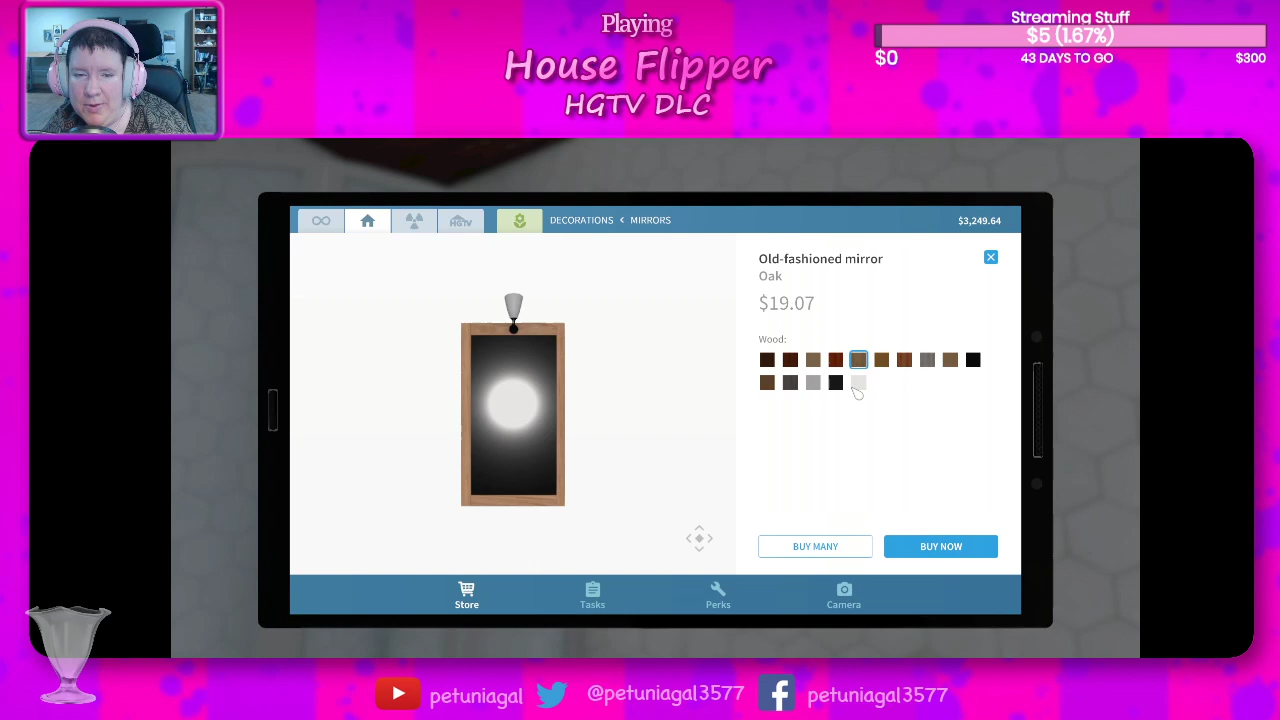 Playing
House Flipper
HGTV DLC
Streaming Stuff
$5 (1.67%)
$0
43 DAYS TO GO
$300
HGTV
DECORATIONS < MIRRORS
$3,249.64
Old-fashioned mirror
Oak
$19.07
Wood:
BUY MANY
BUY NOW
Store
Tasks
Perks
Camera
petuniagal
@petuniagal3577
petuniagal3577